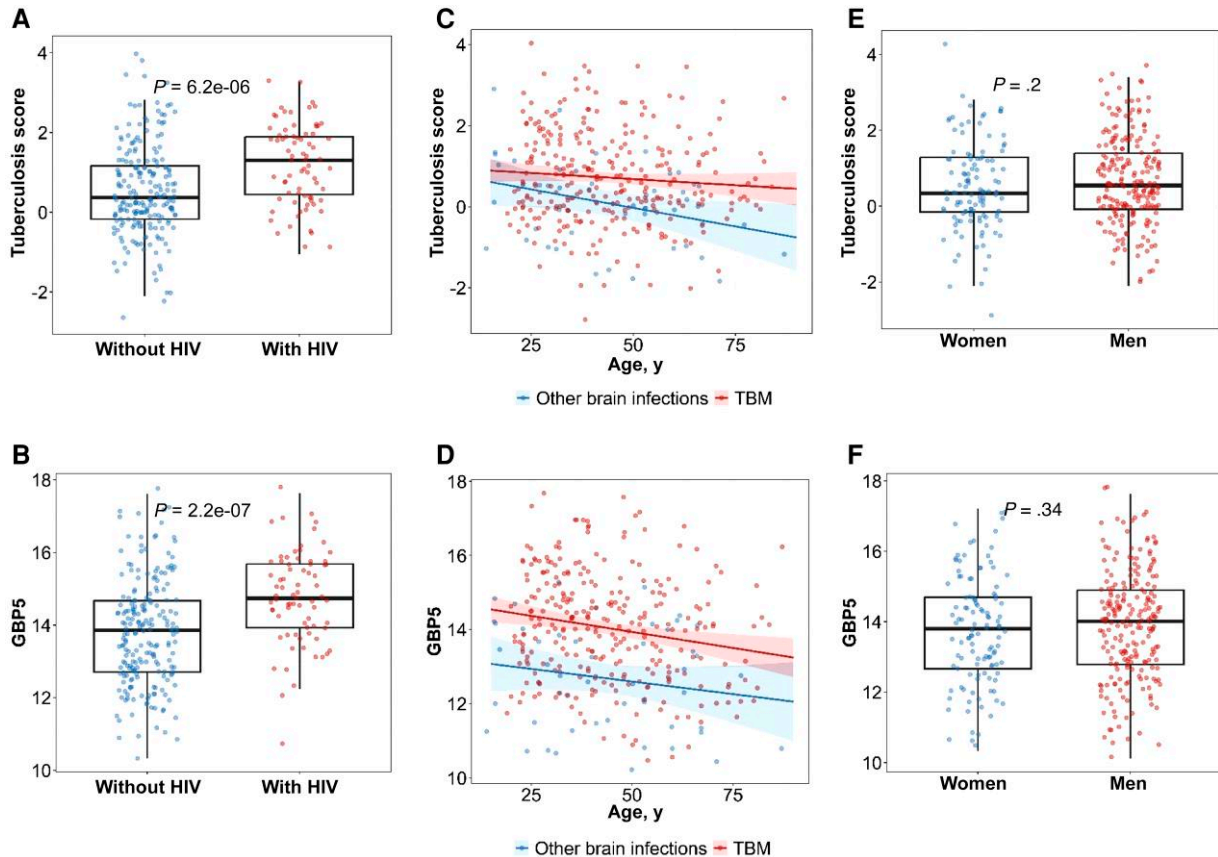 A
Tuberculosis score
4
2
0
-2
P = 6.2e-06
Without HIV
With HIV
C
Tuberculosis score
4
2
0
-2
25
50
75
Age, y
Other brain infections
TBM
E
Tuberculosis score
4
2
0
-2
P = .2
Women
Men
B
GBP5
18
16
14
12
10
P = 2.2e-07
Without HIV
With HIV
D
GBP5
18
16
14
12
10
25
50
75
Age, y
Other brain infections
TBM
F
GBP5
18
16
14
12
10
P = .34
Women
Men